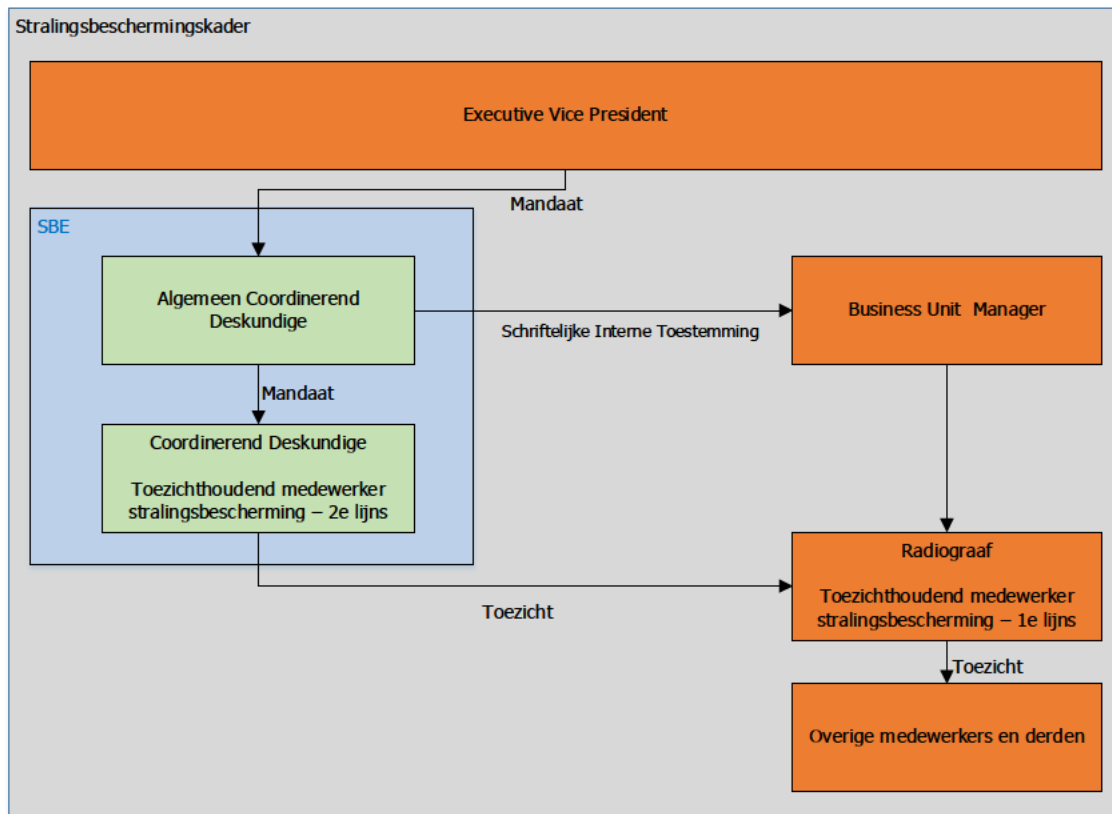 Stralingsbeschermingskader
Executive Vice President
Mandaat
SBE
Algemeen Coordinerend
Deskundige
Schriftelijke Interne Toestemming
Business Unit Manager
Mandaat
Coordinerend Deskundige
Toezichthoudend medewerker
stralingsbescherming – 2e lijns
Toezicht
Radiograaf
Toezichthoudend medewerker
stralingsbescherming – 1e lijns
Toezicht
Overige medewerkers en derden